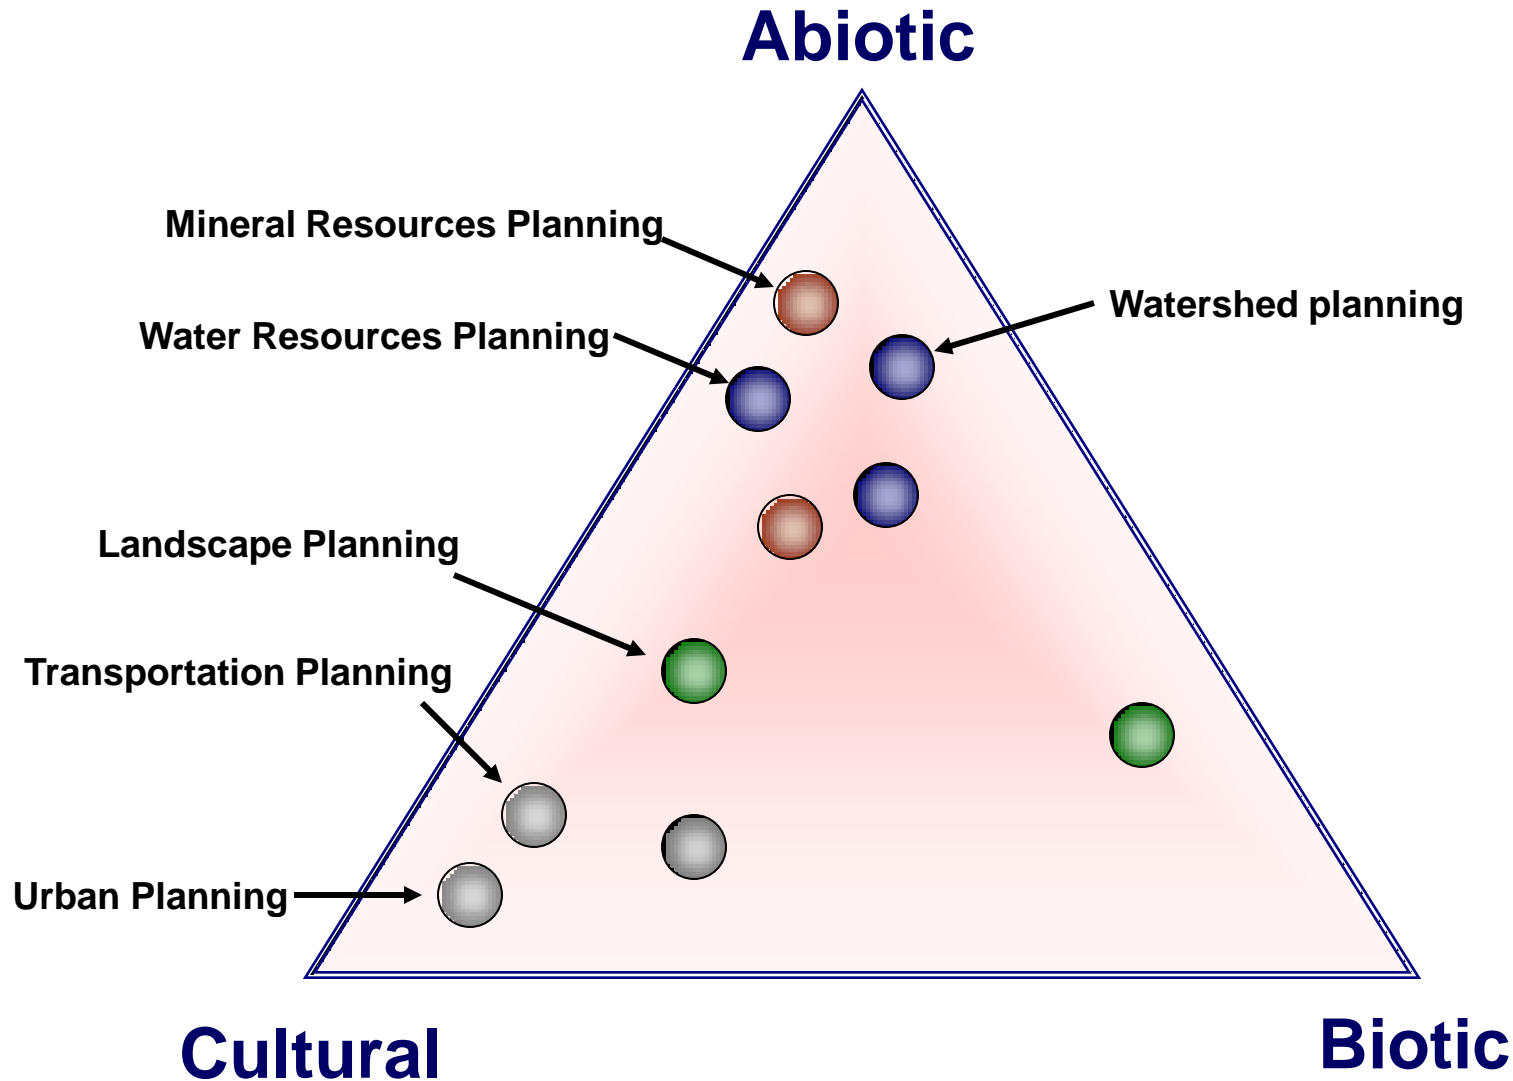 Abiotic
Mineral Resources Planning
Watershed planning
Water Resources Planning
Landscape Planning
Transportation Planning
Urban Planning
Cultural
Biotic